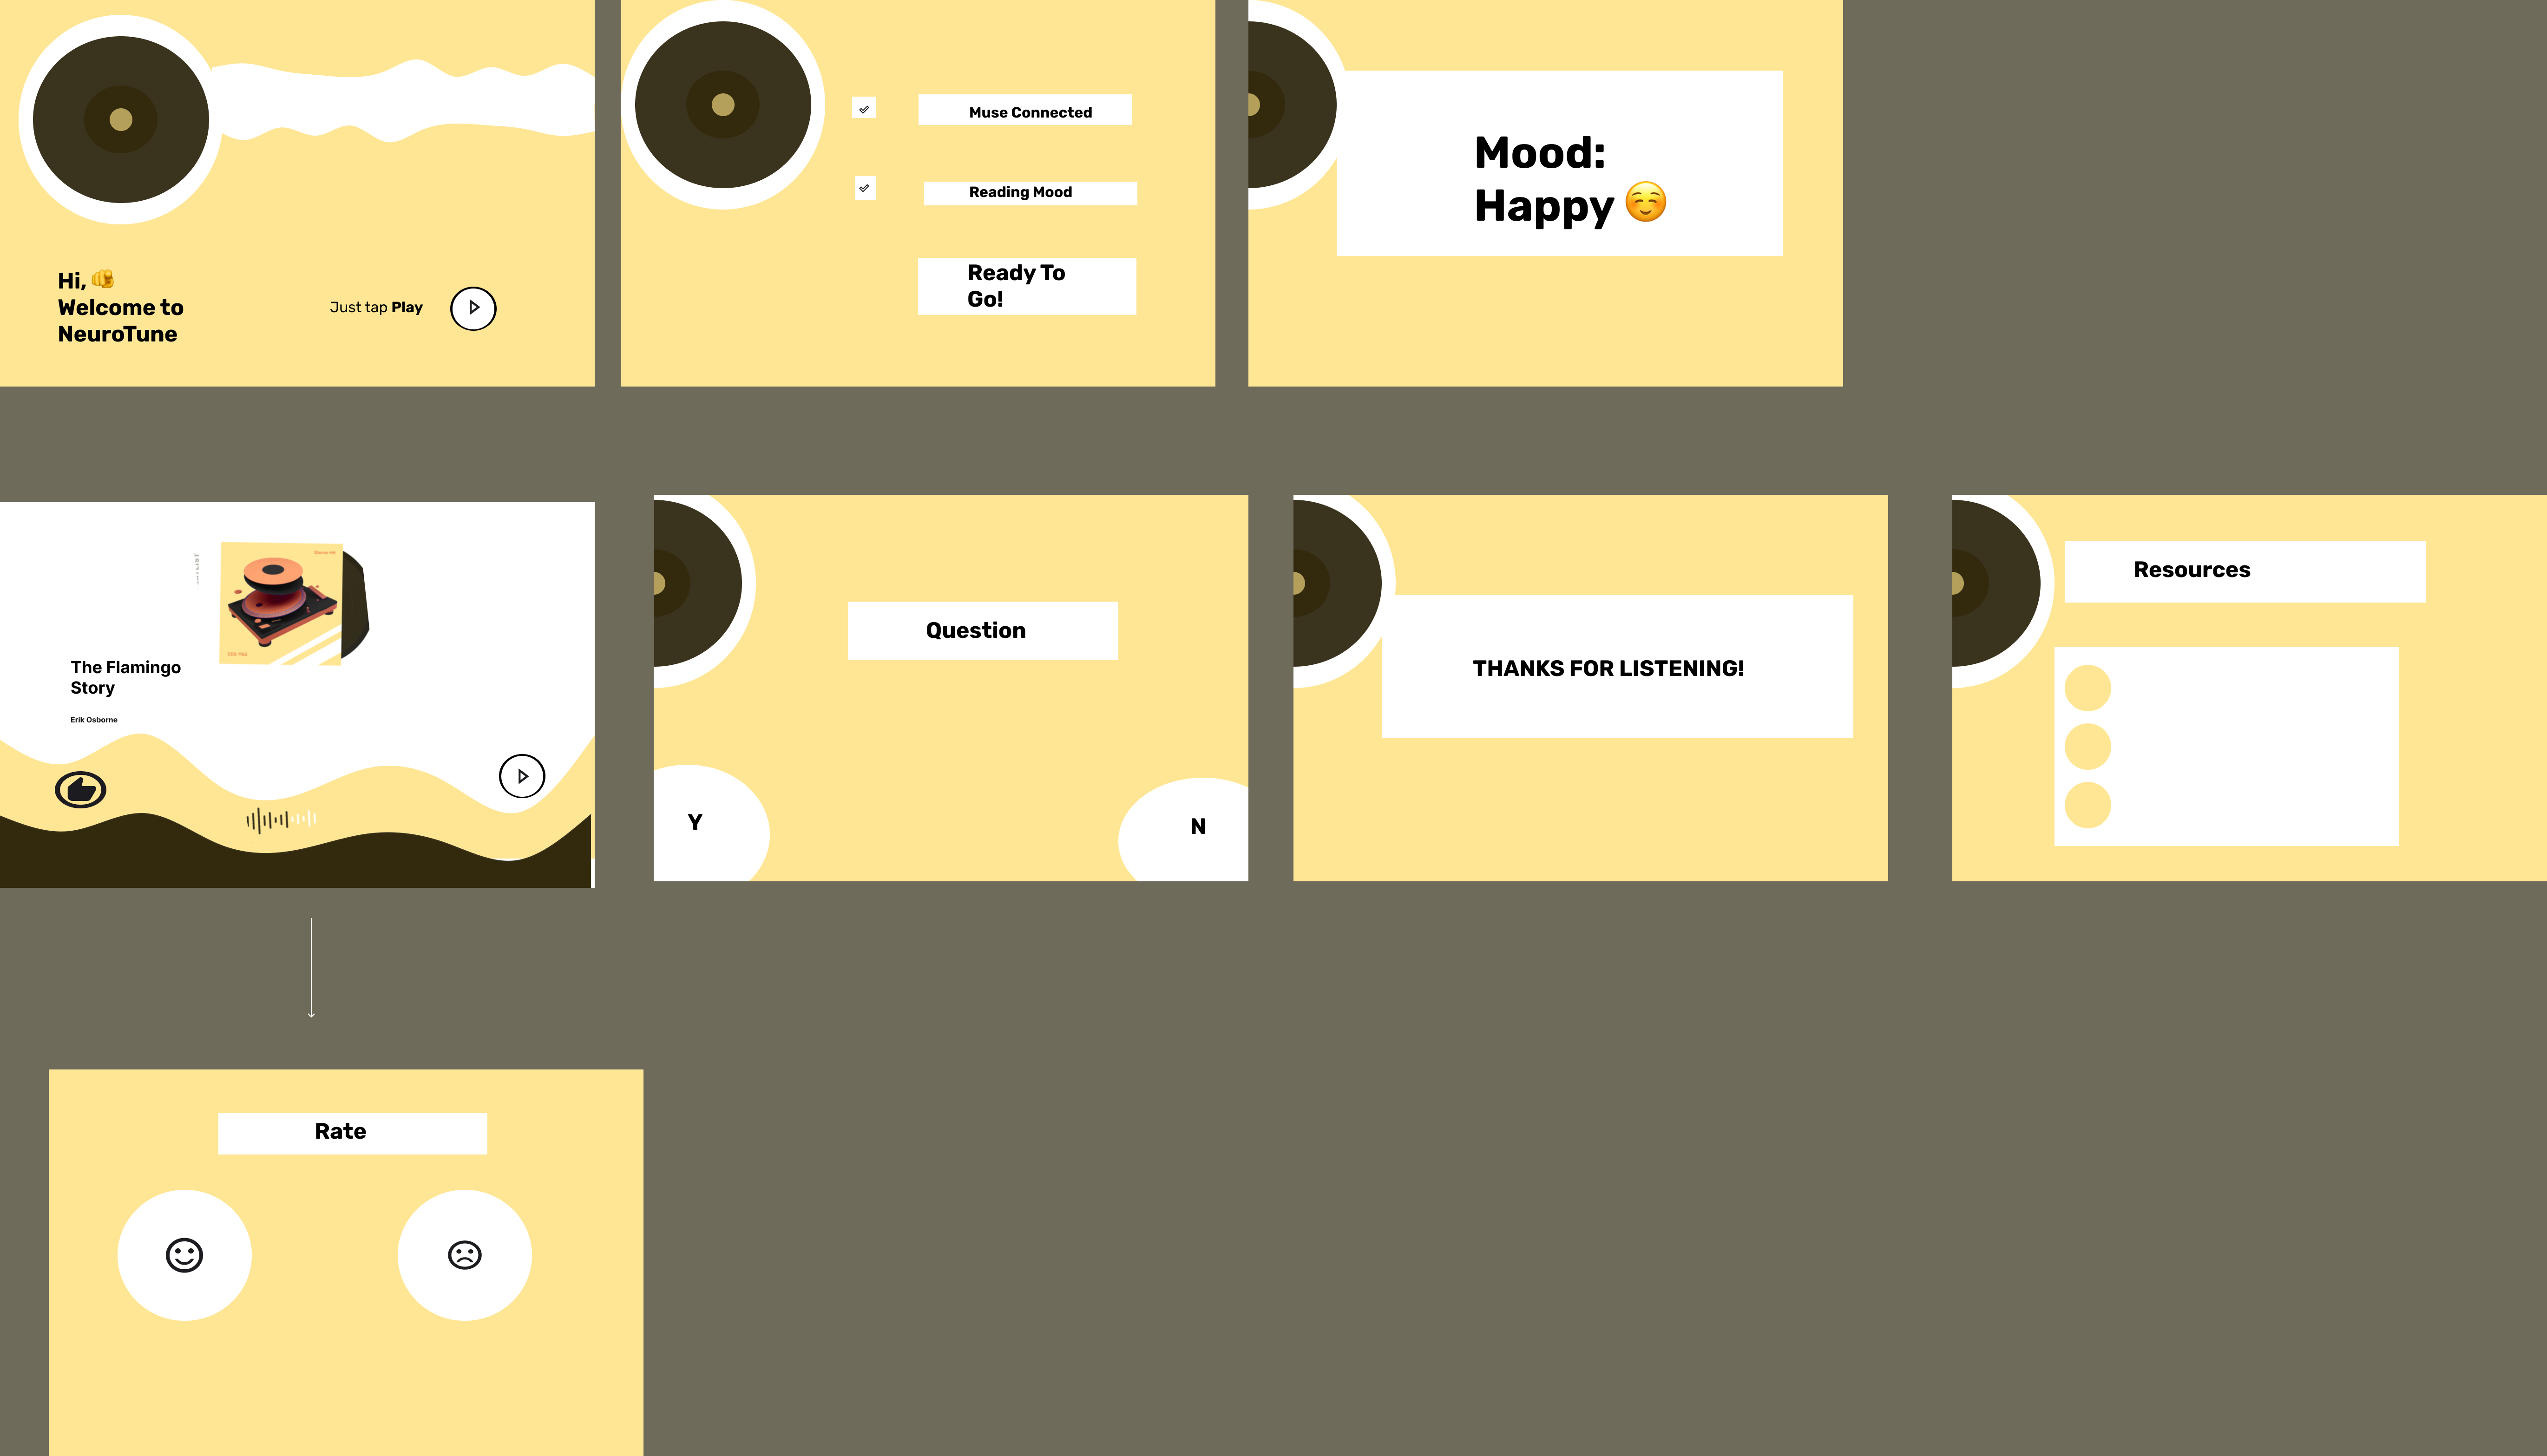 Hi, 🫵
Welcome to
NeuroTune
Just tap Play
Muse Connected
Reading Mood
Ready To
Go!
Mood:
Happy ☺️
The Flamingo
Story
Erik Osborne
Question
Y
N
THANKS FOR LISTENING!
Resources
Rate